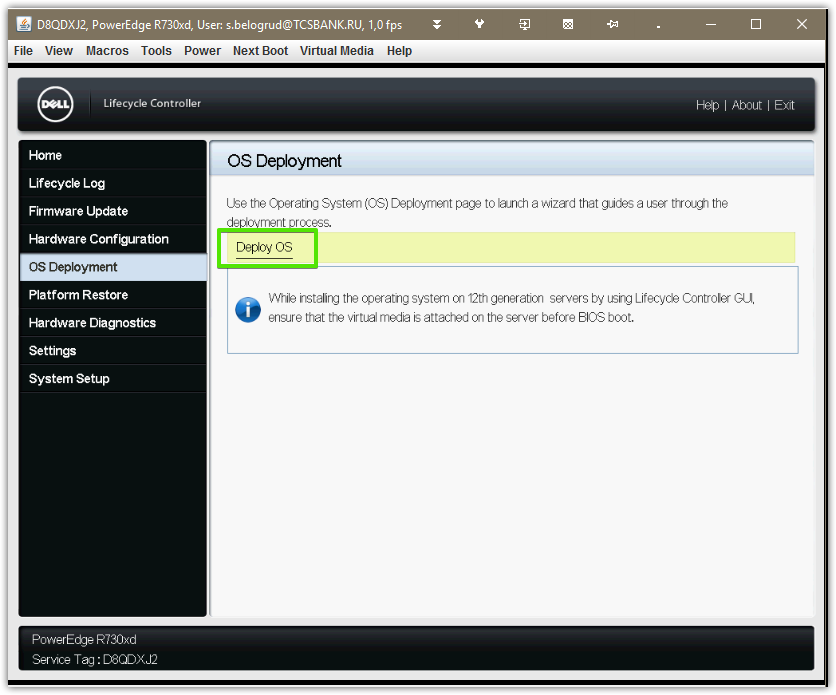 D8QDXJ2, PowerEdge R730xd, User: s.belogrud@TCSBANK.RU, 1,0 fps
File View Macros Tools Power Next Boot Virtual Media Help
DELL
Lifecycle Controller
Help | About | Exit
Home
Lifecycle Log
Firmware Update
Hardware Configuration
OS Deployment
Platform Restore
Hardware Diagnostics
Settings
System Setup
OS Deployment
Use the Operating System (OS) Deployment page to launch a wizard that guides a user through the
deployment process.
Deploy OS
While installing the operating system on 12th generation servers by using Lifecycle Controller GUI,
ensure that the virtual media is attached on the server before BIOS boot.
PowerEdge R730xd
Service Tag : D8QDXJ2